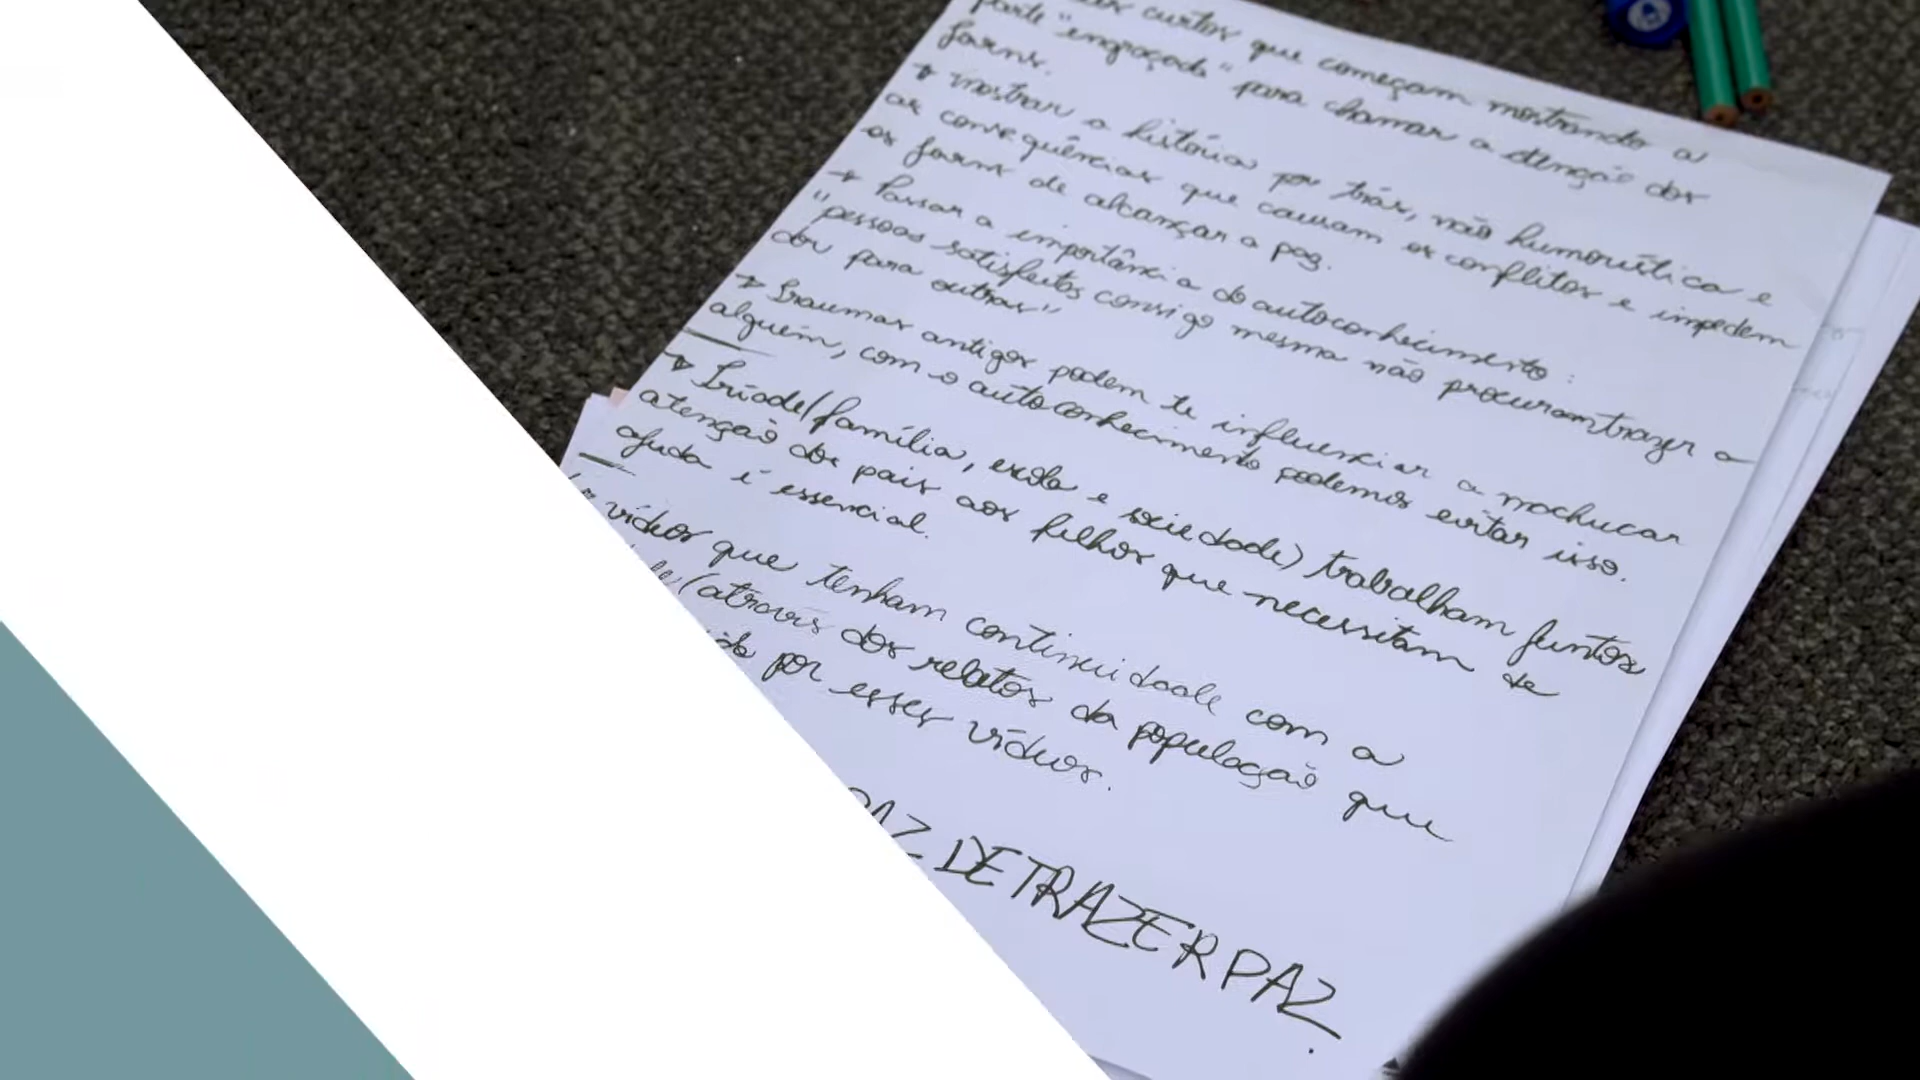 curtos que começam mostrando a
parte "engraçada" para chamar a atenção dos
fams.
→ mostrar a história por trás, não humorística e
as consequências que causam os conflitos e impedem
os fams de alcançar a paz.
→ Passar a importância do autoconhecimento:
"pessoas satisfeitas consigo mesma não procuram trazer a
dor para outras"
→ Traumas antigos podem te influenciar a machucar
alguém, com o autoconhecimento podemos evitar isso.
→ Tríade (família, escola e sociedade) trabalham juntos
atenção dos pais aos filhos que necessitam de
ajuda é essencial.
vídeos que tenham continuidade com a
(através dos relatos da população que
por esses vídeos.
PAZ DE TRAZER PAZ
.